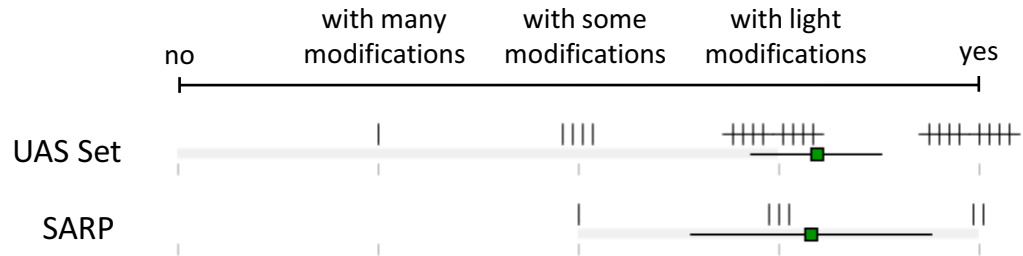 no
with many
modifications
with some
modifications
with light
modifications
yes
UAS Set
SARP